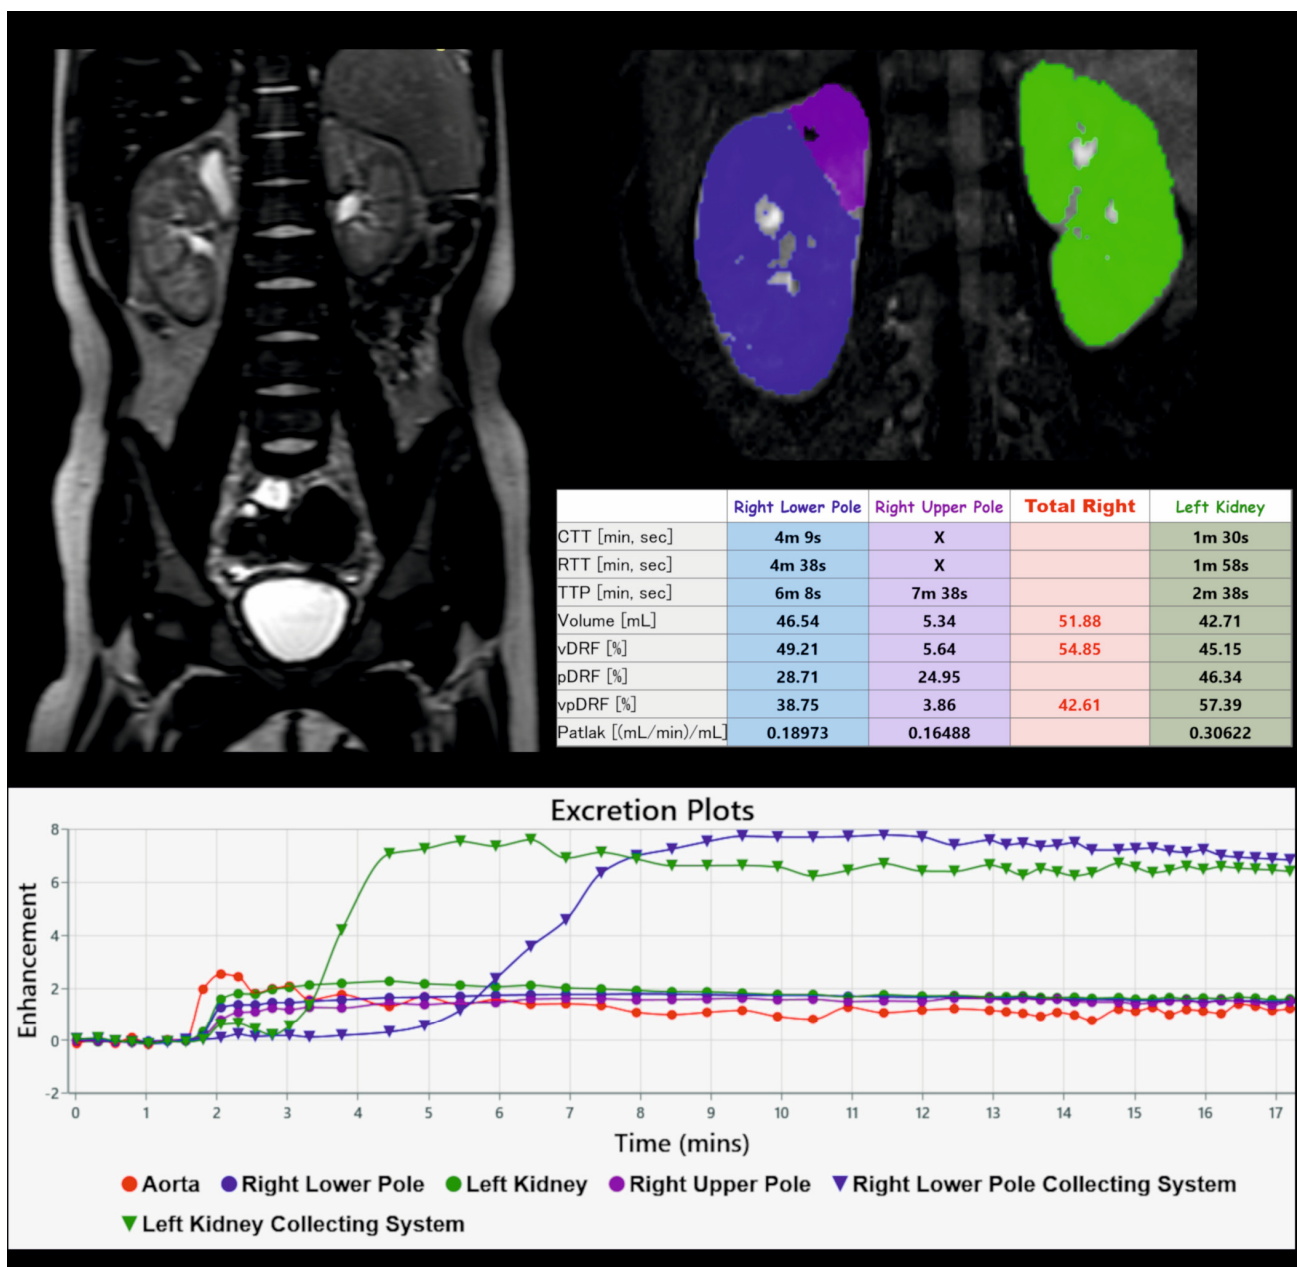 Right Lower Pole Right Upper Pole Total Right Left Kidney
CTT [min, sec] 4m 9s X 1m 30s
RTT [min, sec] 4m 38s X 1m 58s
TTP [min, sec] 6m 8s 7m 38s 2m 38s
Volume [mL] 46.54 5.34 51.88 42.71
vDRF [%] 49.21 5.64 54.85 45.15
pDRF [%] 28.71 24.95 46.34
vpDRF [%] 38.75 3.86 42.61 57.39
Patlak [(mL/min)/mL] 0.18973 0.16488 0.30622
Excretion Plots
Enhancement
8
6
4
2
0
-2
0 1 2 3 4 5 6 7 8 9 10 11 12 13 14 15 16 17
Time (mins)
Aorta Right Lower Pole Left Kidney Right Upper Pole Right Lower Pole Collecting System
Left Kidney Collecting System